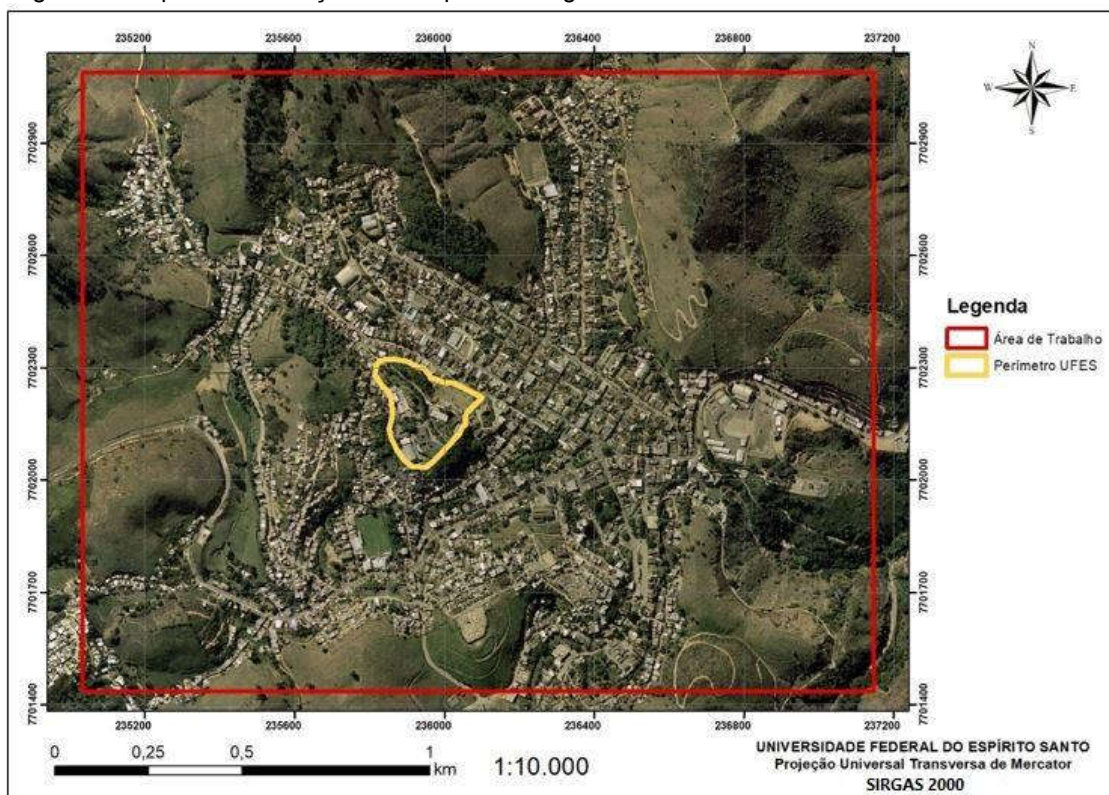 235200 235600 236000 236400 236800 237200
N
W E
S
7702900 7702900
7702600 7702600
Legenda
Área de Trabalho
7702300 Perímetro UFES 7702300
7702000 7702000
7701700 7701700
7701400 7701400
235200 235600 236000 236400 236800 237200
0 0,25 0,5 1
km
1:10.000
UNIVERSIDADE FEDERAL DO ESPÍRITO SANTO
Projeção Universal Transversa de Mercator
SIRGAS 2000